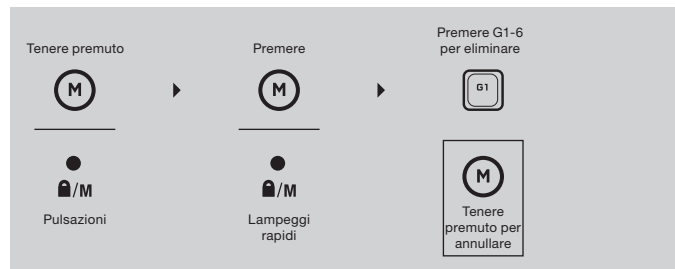 Tenere premuto
M
/M
Pulsazioni
Premere
M
/M
Lampeggi
rapidi
Premere G1-6
per eliminare
G1
M
Tenere
premuto per
annullare